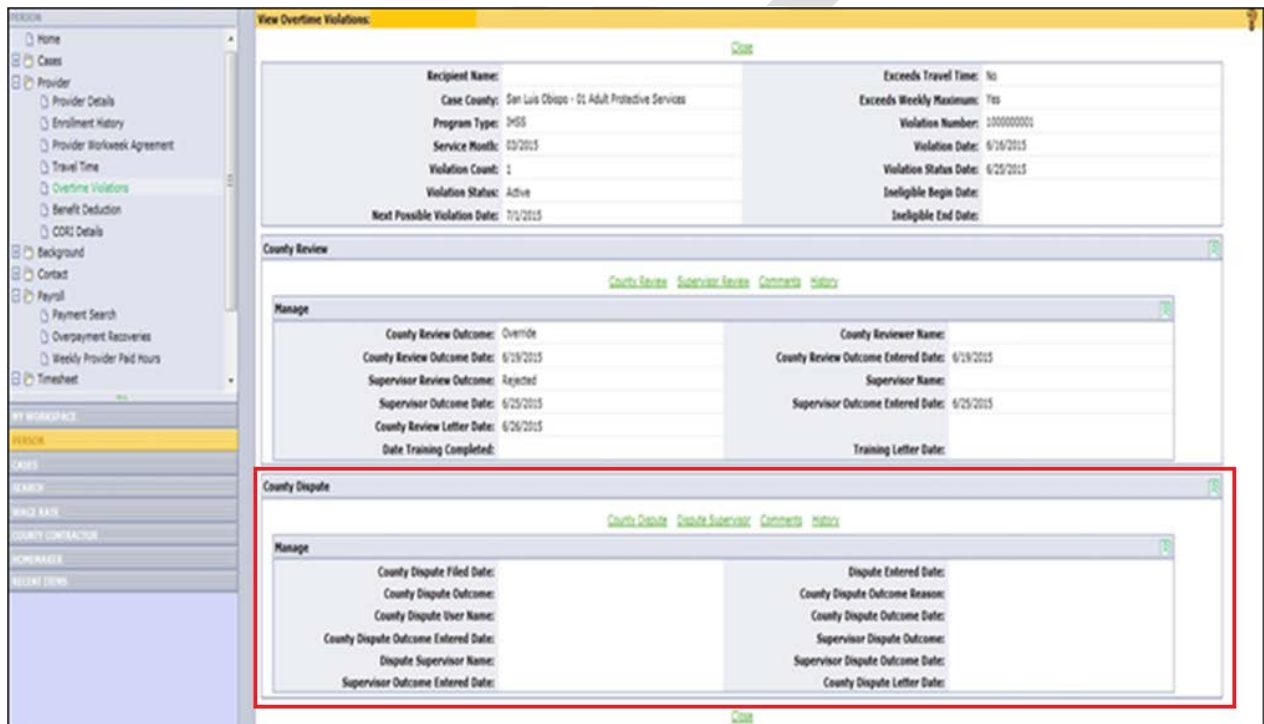 PERSON
Home
Cases
Provider
Provider Details
Enrollment History
Provider Workweek Agreement
Travel Time
Overtime Violations
Benefit Deduction
CORI Details
Background
Contact
Payroll
Payment Search
Overpayment Recoveries
Weekly Provider Paid Hours
Timesheet
MY WORKSPACE
PERSON
CASES
SEARCH
WAGE RATE
COUNTY CONTRACTOR
HOMEMAKER
RECENT ITEMS
View Overtime Violations:
?
Close
Recipient Name: Exceeds Travel Time: No
Case County: San Luis Obispo - 01 Adult Protective Services Exceeds Weekly Maximum: Yes
Program Type: IHSS Violation Number: 1000000001
Service Month: 03/2015 Violation Date: 6/16/2015
Violation Count: 1 Violation Status Date: 6/25/2015
Violation Status: Active Ineligible Begin Date:
Next Possible Violation Date: 7/1/2015 Ineligible End Date:
County Review
County Review Supervisor Review Comments History
Manage
County Review Outcome: Override County Reviewer Name:
County Review Outcome Date: 6/19/2015 County Review Outcome Entered Date: 6/19/2015
Supervisor Review Outcome: Rejected Supervisor Name:
Supervisor Outcome Date: 6/25/2015 Supervisor Outcome Entered Date: 6/25/2015
County Review Letter Date: 6/26/2015
Date Training Completed: Training Letter Date:
County Dispute
County Dispute Dispute Supervisor Comments History
Manage
County Dispute Filed Date: Dispute Entered Date:
County Dispute Outcome: County Dispute Outcome Reason:
County Dispute User Name: County Dispute Outcome Date:
County Dispute Outcome Entered Date: Supervisor Dispute Outcome:
Dispute Supervisor Name: Supervisor Dispute Outcome Date:
Supervisor Outcome Entered Date: County Dispute Letter Date:
Close